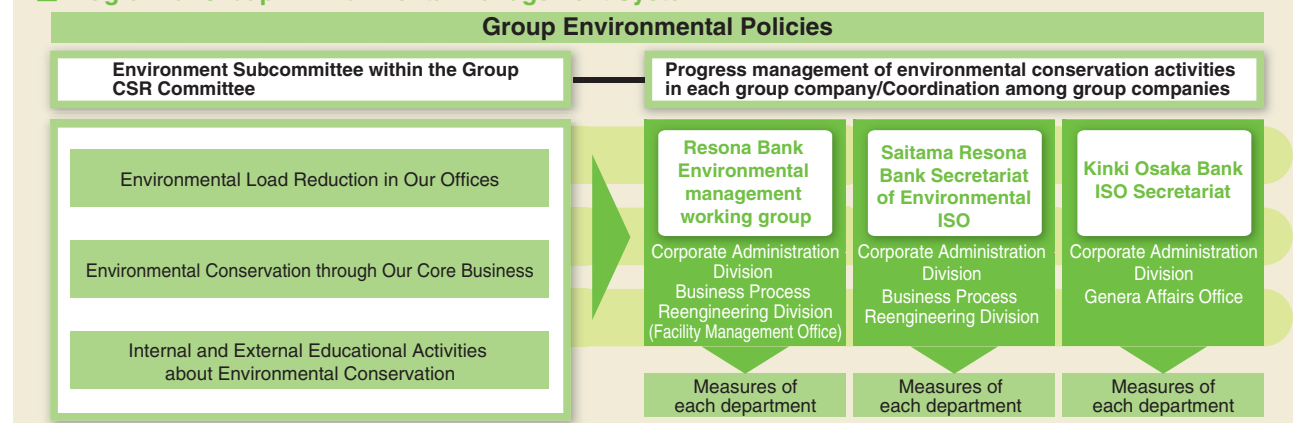 Group Environmental Policies
Environment Subcommittee within the Group
CSR Committee
Progress management of environmental conservation activities
in each group company/Coordination among group companies
Environmental Load Reduction in Our Offices
Environmental Conservation through Our Core Business
Internal and External Educational Activities
about Environmental Conservation
Resona Bank
Environmental
management
working group
Corporate Administration
Division
Business Process
Reengineering Division
(Facility Management Office)
Measures of
each department
Saitama Resona
Bank Secretariat
of Environmental
ISO
Corporate Administration
Division
Business Process
Reengineering Division
Measures of
each department
Kinki Osaka Bank
ISO Secretariat
Corporate Administration
Division
Genera Affairs Office
Measures of
each department